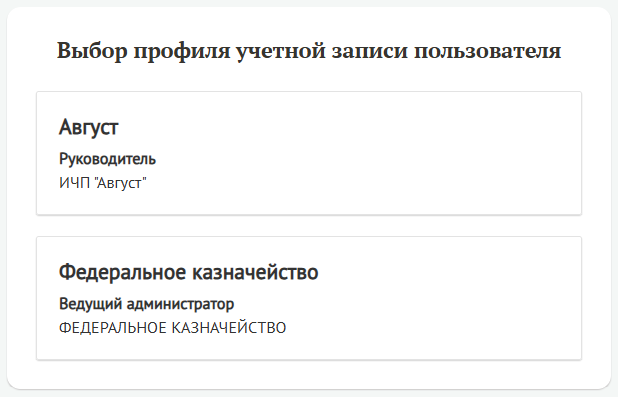 Выбор профиля учетной записи пользователя
Август
Руководитель
ИЧП "Август"
Федеральное казначейство
Ведущий администратор
ФЕДЕРАЛЬНОЕ КАЗНАЧЕЙСТВО